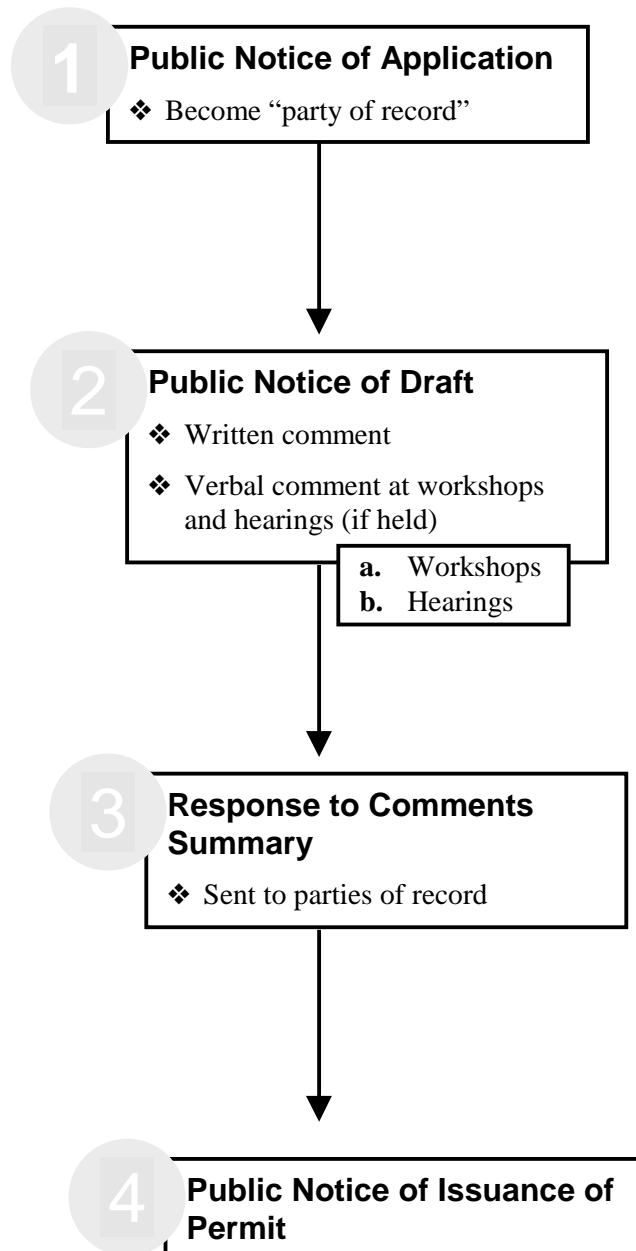 1
Public Notice of Application
❖ Become “party of record”
2
Public Notice of Draft
❖ Written comment
❖ Verbal comment at workshops
and hearings (if held)
a. Workshops
b. Hearings
3
Response to Comments
Summary
❖ Sent to parties of record
4
Public Notice of Issuance of
Permit